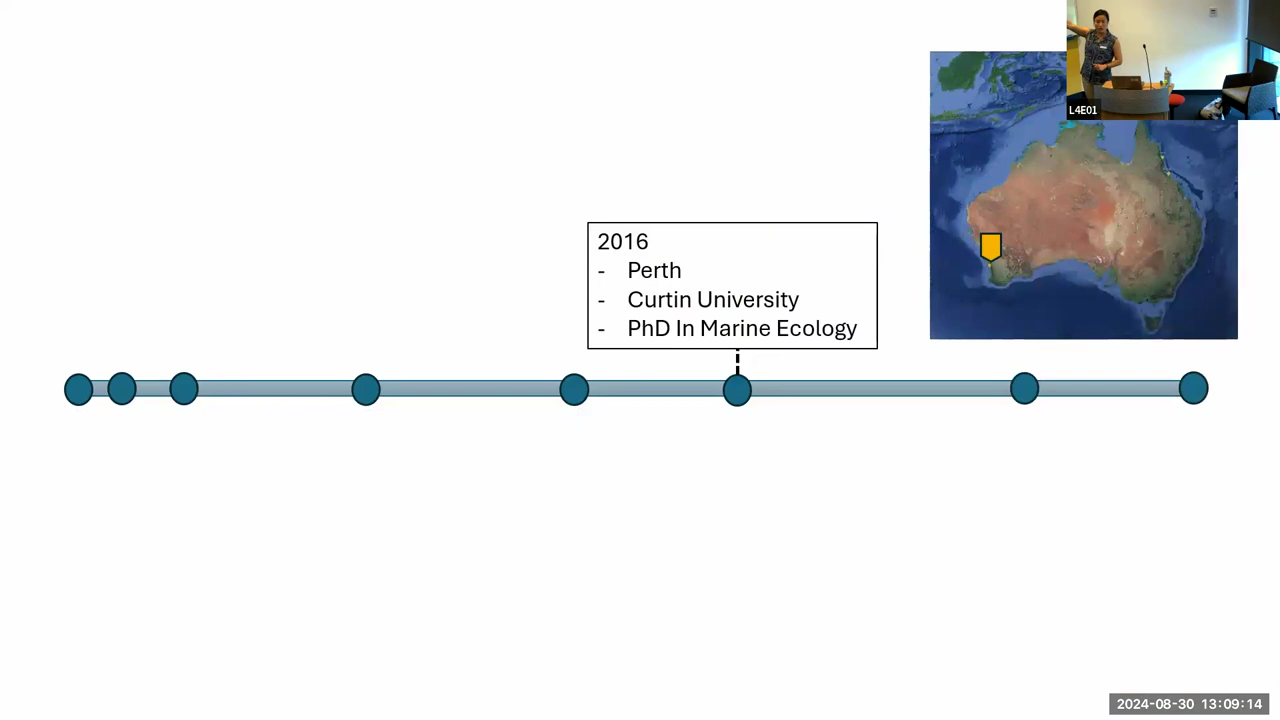 L4E01
2016
- Perth
- Curtin University
- PhD In Marine Ecology
2024-08-30 13:09:14